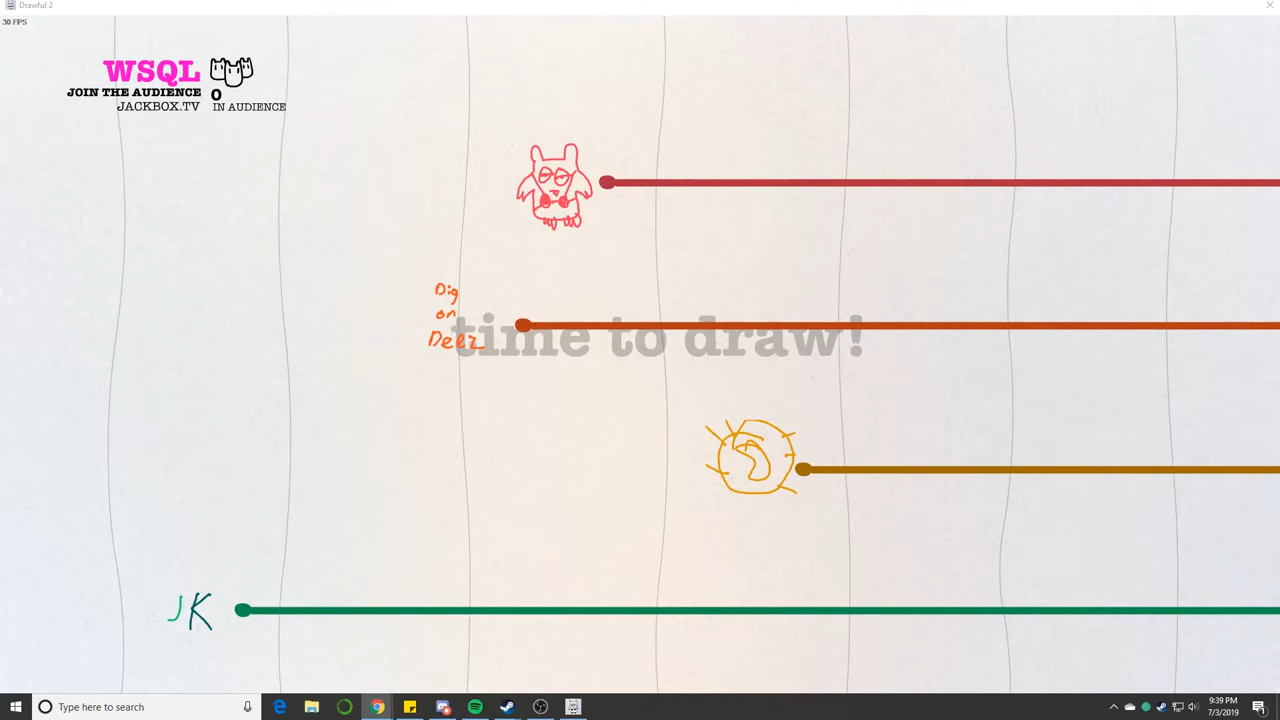 Drawful 2
30 FPS
WSQL
JOIN THE AUDIENCE
JACKBOX.TV
0
IN AUDIENCE
Dig
on
Deez
time to draw!
JK
Type here to search
9:39 PM
7/3/2019
1